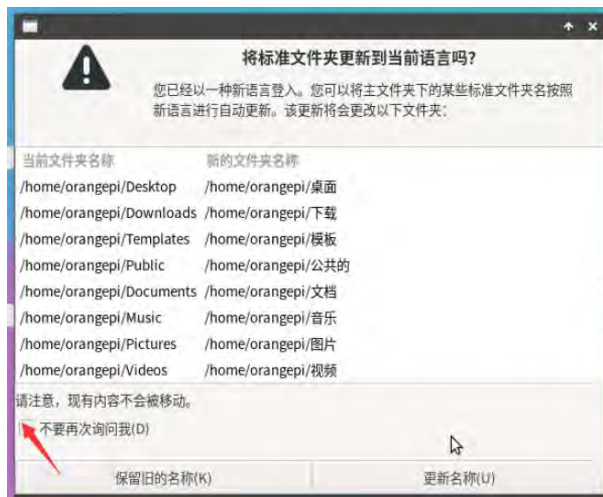 将标准文件夹更新到当前语言吗?
您已经以一种新语言登入。您可以将主文件夹下的某些标准文件夹名按照
新语言进行自动更新。该更新将会更改以下文件夹:
当前文件夹名称 新的文件夹名称
/home/orangepi/Desktop /home/orangepi/桌面
/home/orangepi/Downloads /home/orangepi/下载
/home/orangepi/Templates /home/orangepi/模板
/home/orangepi/Public /home/orangepi/公共的
/home/orangepi/Documents /home/orangepi/文档
/home/orangepi/Music /home/orangepi/音乐
/home/orangepi/Pictures /home/orangepi/图片
/home/orangepi/Videos /home/orangepi/视频
请注意，现有内容不会被移动。
不要再次询问我(D)
保留旧的名称(K) 更新名称(U)